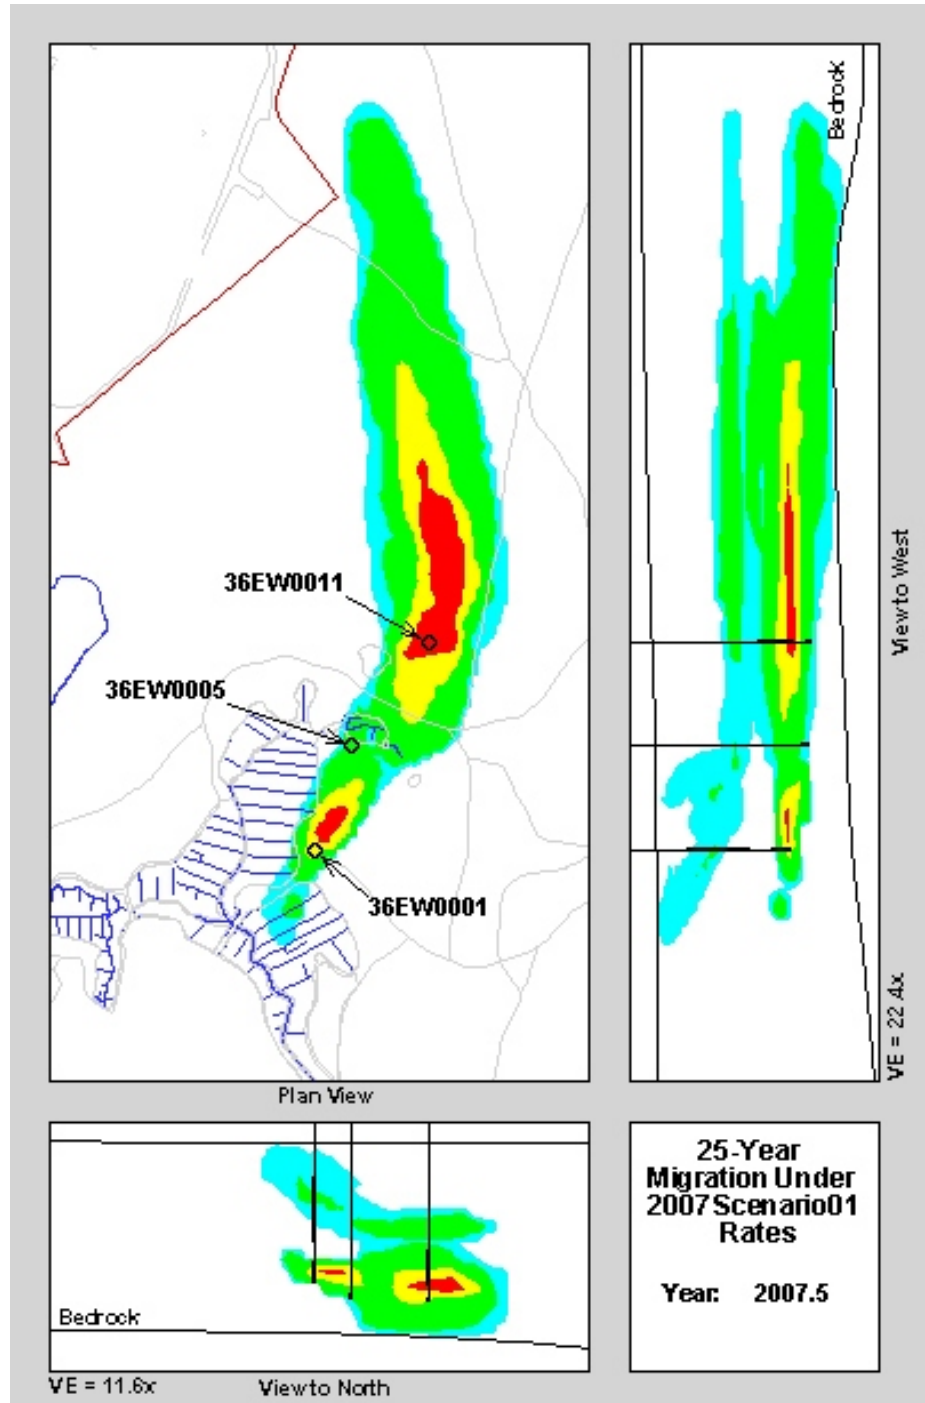 Bedrock
36EW0011
36EW0005
36EW0001
View to West
VE = 22.4x
Plan View
25-Year
Migration Under
2007Scenario01
Rates
Year: 2007.5
Bedrock
VE = 11.6x
View to North